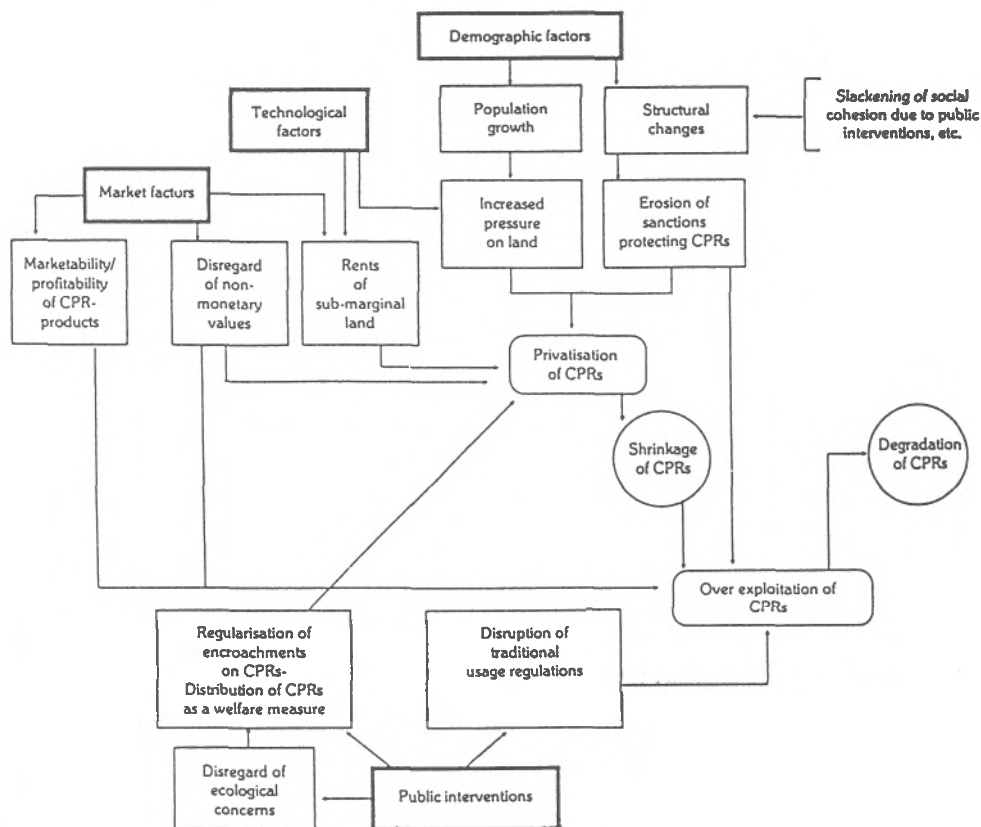 Demographic factors
Technological
factors
Population
growth
Structural
changes
Slackening of social
cohesion due to public
interventions, etc.
Market factors
Increased
pressure
on land
Erosion of
sanctions
protecting CPRs
Marketability/
profitability
of CPR-
products
Disregard
of non-
monetary
values
Rents
of
sub-marginal
land
Privatisation
of CPRs
Shrinkage
of CPRs
Degradation
of CPRs
Over exploitation of
CPRs
Regularisation of
encroachments
on CPRs-
Distribution of CPRs
as a welfare measure
Disruption of
traditional
usage regulations
Disregard of
ecological
concerns
Public interventions